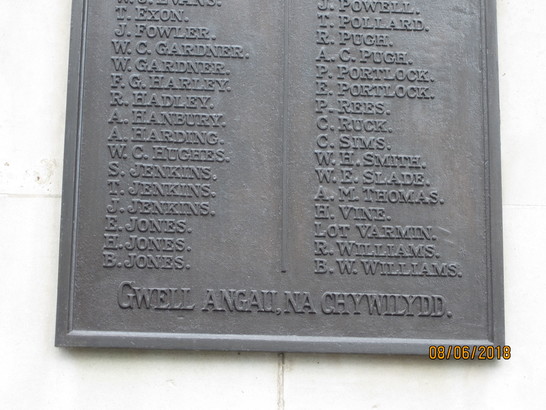 W. J. EVANS.
T. EXON.
J. FOWLER.
W. C. GARDNER.
W. GARDNER.
F. G. HARLEY.
R. HADLEY.
A. HANBURY.
A. HARDING.
W. C. HUGHES.
S. JENKINS.
T. JENKINS.
J. JENKINS.
E. JONES.
H. JONES.
B. JONES.
J. POWELL.
T. POLLARD.
R. PUGH.
A. C. PUGH.
P. PORTLOCK.
E. PORTLOCK.
P. REES.
C. RUCK.
C. SIMS.
W. H. SMITH.
W. E. SLADE.
A. M. THOMAS.
H. VINE.
LOT VARMIN.
R. WILLIAMS.
B. W. WILLIAMS.
GWELL ANGAU, NA CHYWILYDD.
08/06/2018